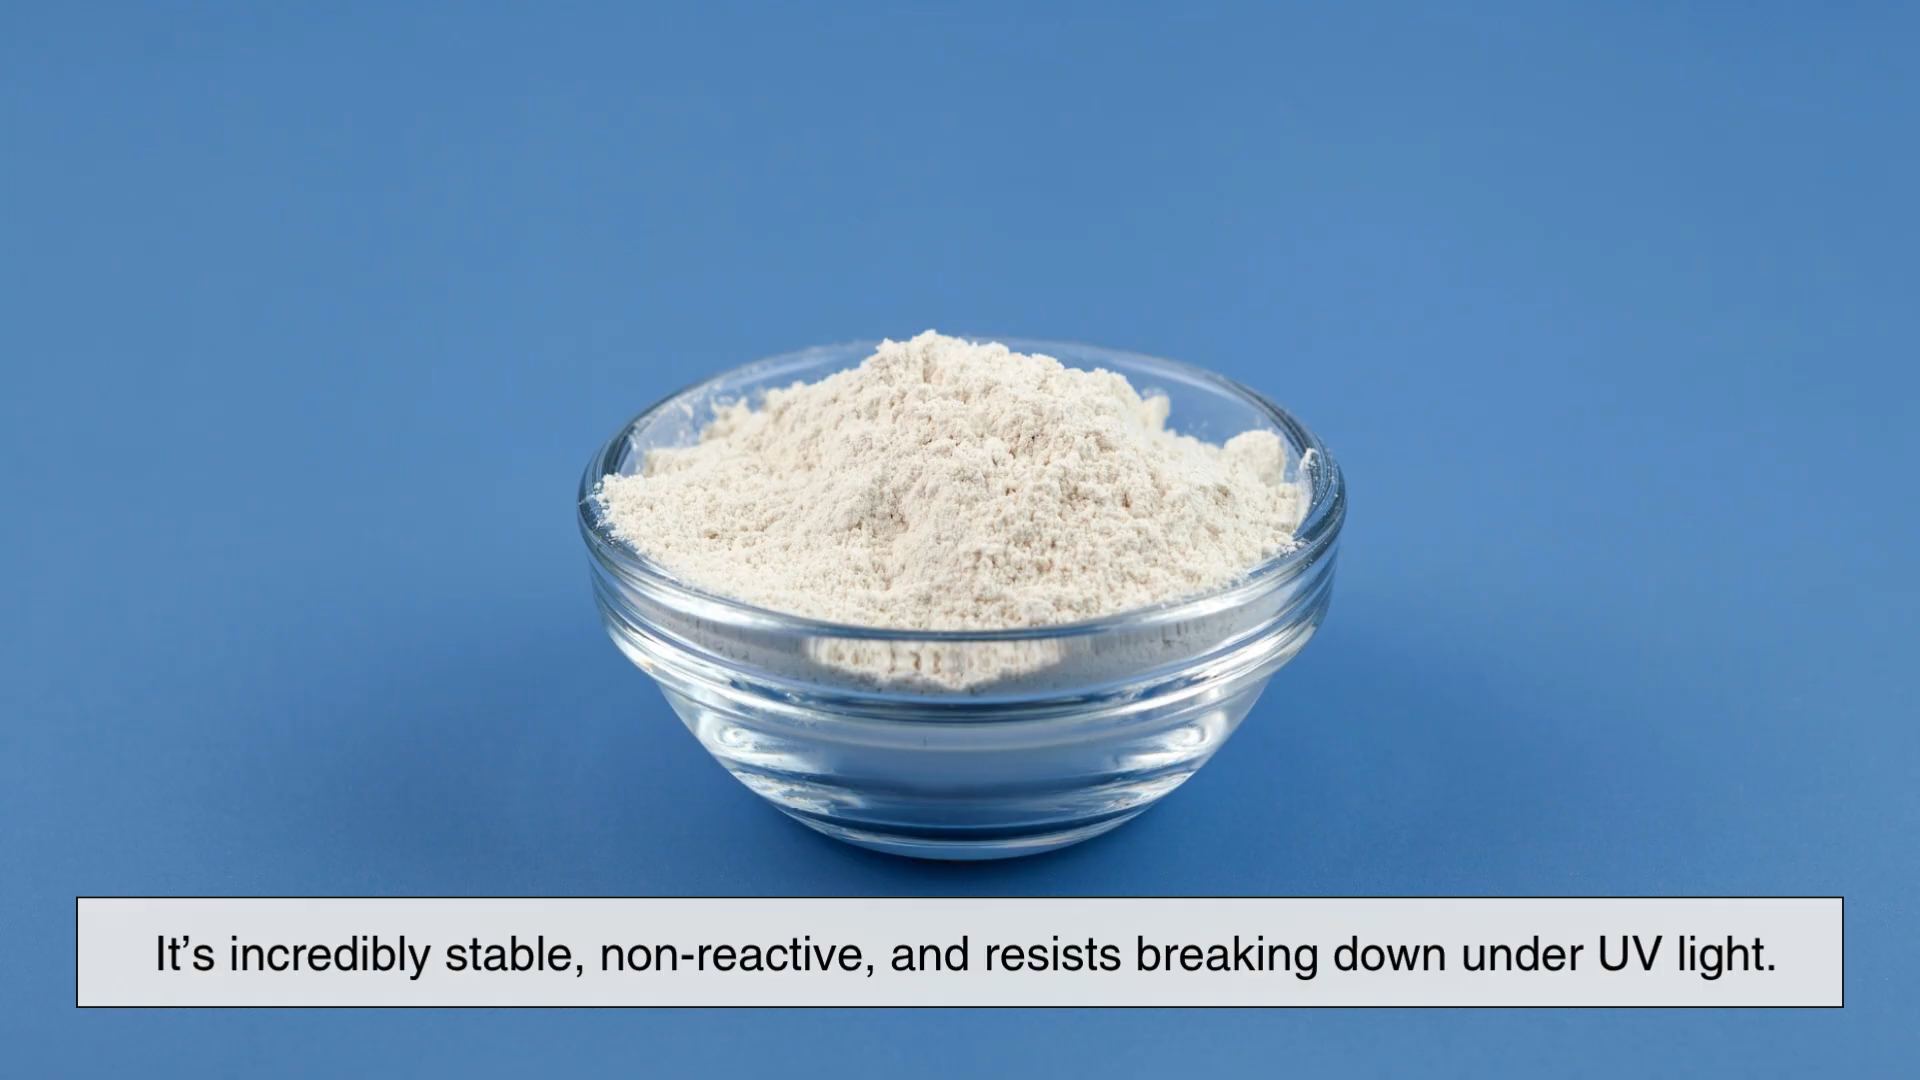 It’s incredibly stable, non-reactive, and resists breaking down under UV light.